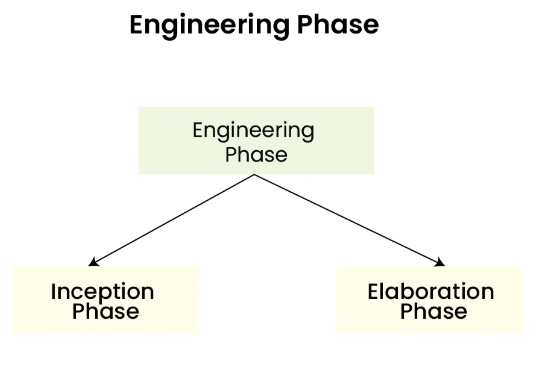 Engineering Phase
Engineering
Phase
Inception
Phase
Elaboration
Phase